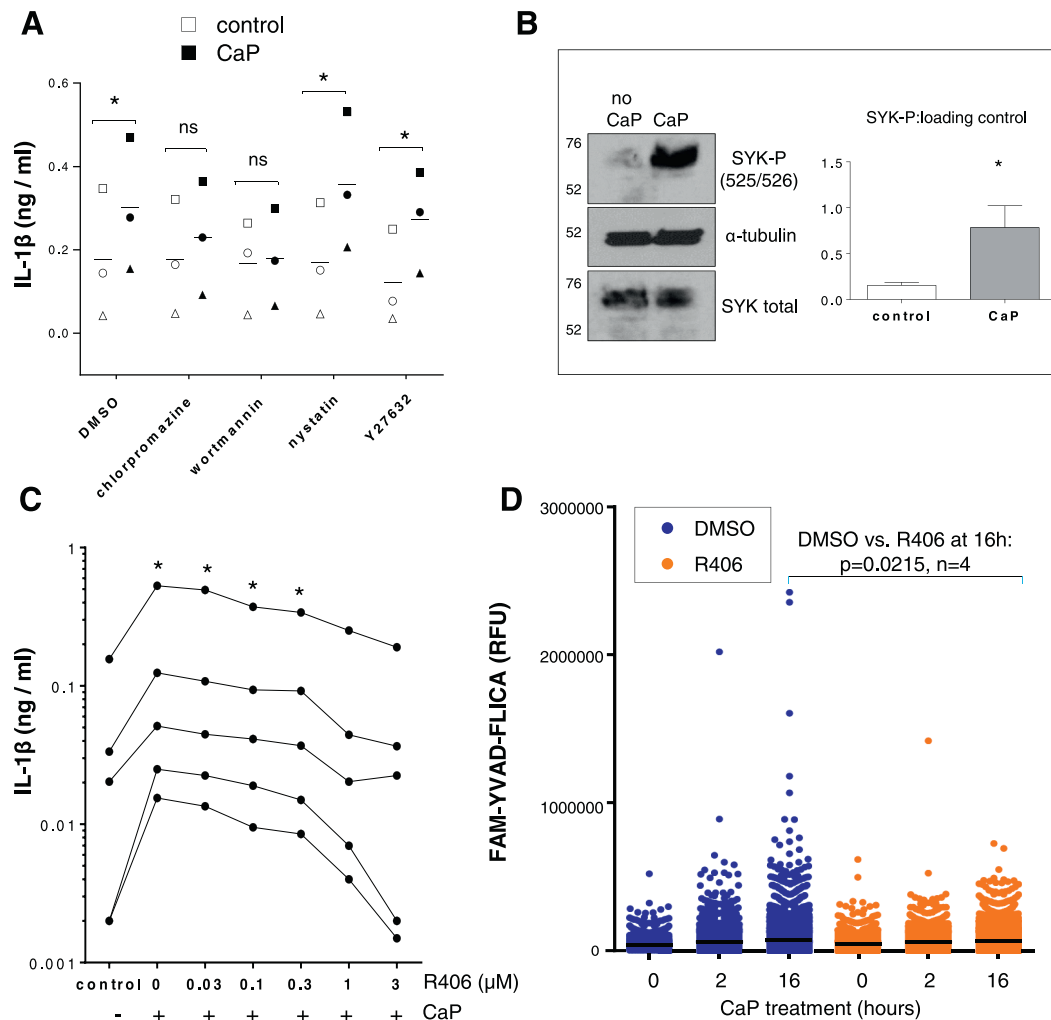 A
control
CaP
IL-1β (ng / ml)
0.6
0.4
0.2
0.0
*
ns
ns
*
*
DMSO
chlorpromazine
wortmannin
nystatin
Y27632
B
no
CaP
CaP
76
52
52
76
52
SYK-P
(525/526)
α-tubulin
SYK total
SYK-P:loading control
1.5
1.0
0.5
0.0
*
control
CaP
C
IL-1β (ng / ml)
1
0.1
0.01
0.001
* * * *
control 0 0.03 0.1 0.3 1 3 R406 (µM)
- + + + + + + CaP
D
FAM-YVAD-FLICA (RFU)
3000000
2000000
1000000
0
DMSO
R406
DMSO vs. R406 at 16h:
p=0.0215, n=4
0 2 16 0 2 16
CaP treatment (hours)